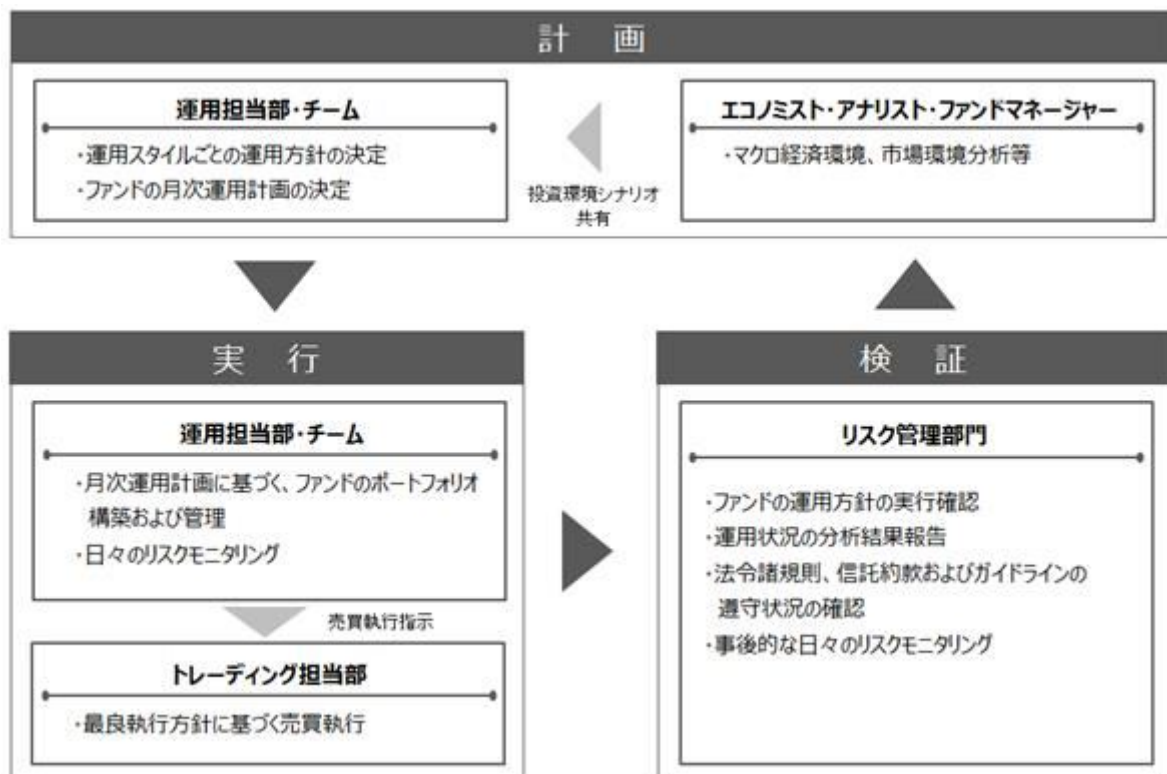 計 画
運用担当部・チーム
・運用スタイルごとの運用方針の決定
・ファンドの月次運用計画の決定
投資環境シナリオ
共有
エコノミスト・アナリスト・ファンドマネージャー
・マクロ経済環境、市場環境分析等
実 行
運用担当部・チーム
・月次運用計画に基づく、ファンドのポートフォリオ
構築および管理
・日々のリスクモニタリング
売買執行指示
トレーディング担当部
・最良執行方針に基づく売買執行
検 証
リスク管理部門
・ファンドの運用方針の実行確認
・運用状況の分析結果報告
・法令諸規則、信託約款およびガイドラインの
遵守状況の確認
・事後的な日々のリスクモニタリング